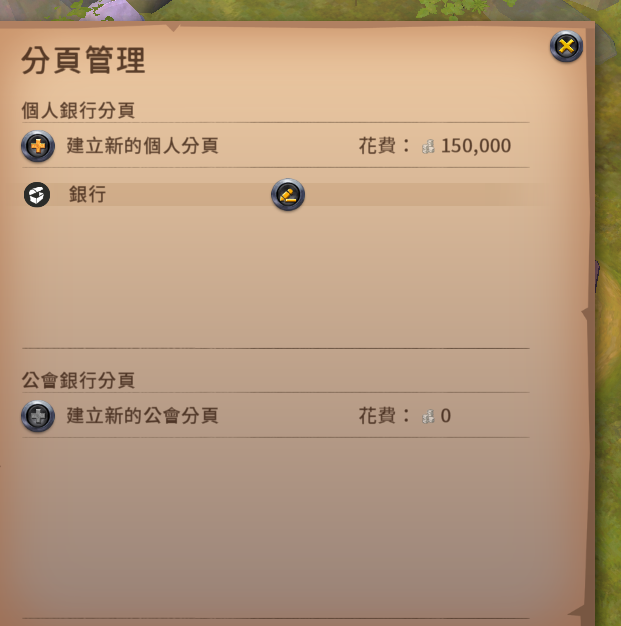 分頁管理
個人銀行分頁
建立新的個人分頁 花費： 150,000
銀行
公會銀行分頁
建立新的公會分頁 花費： 0